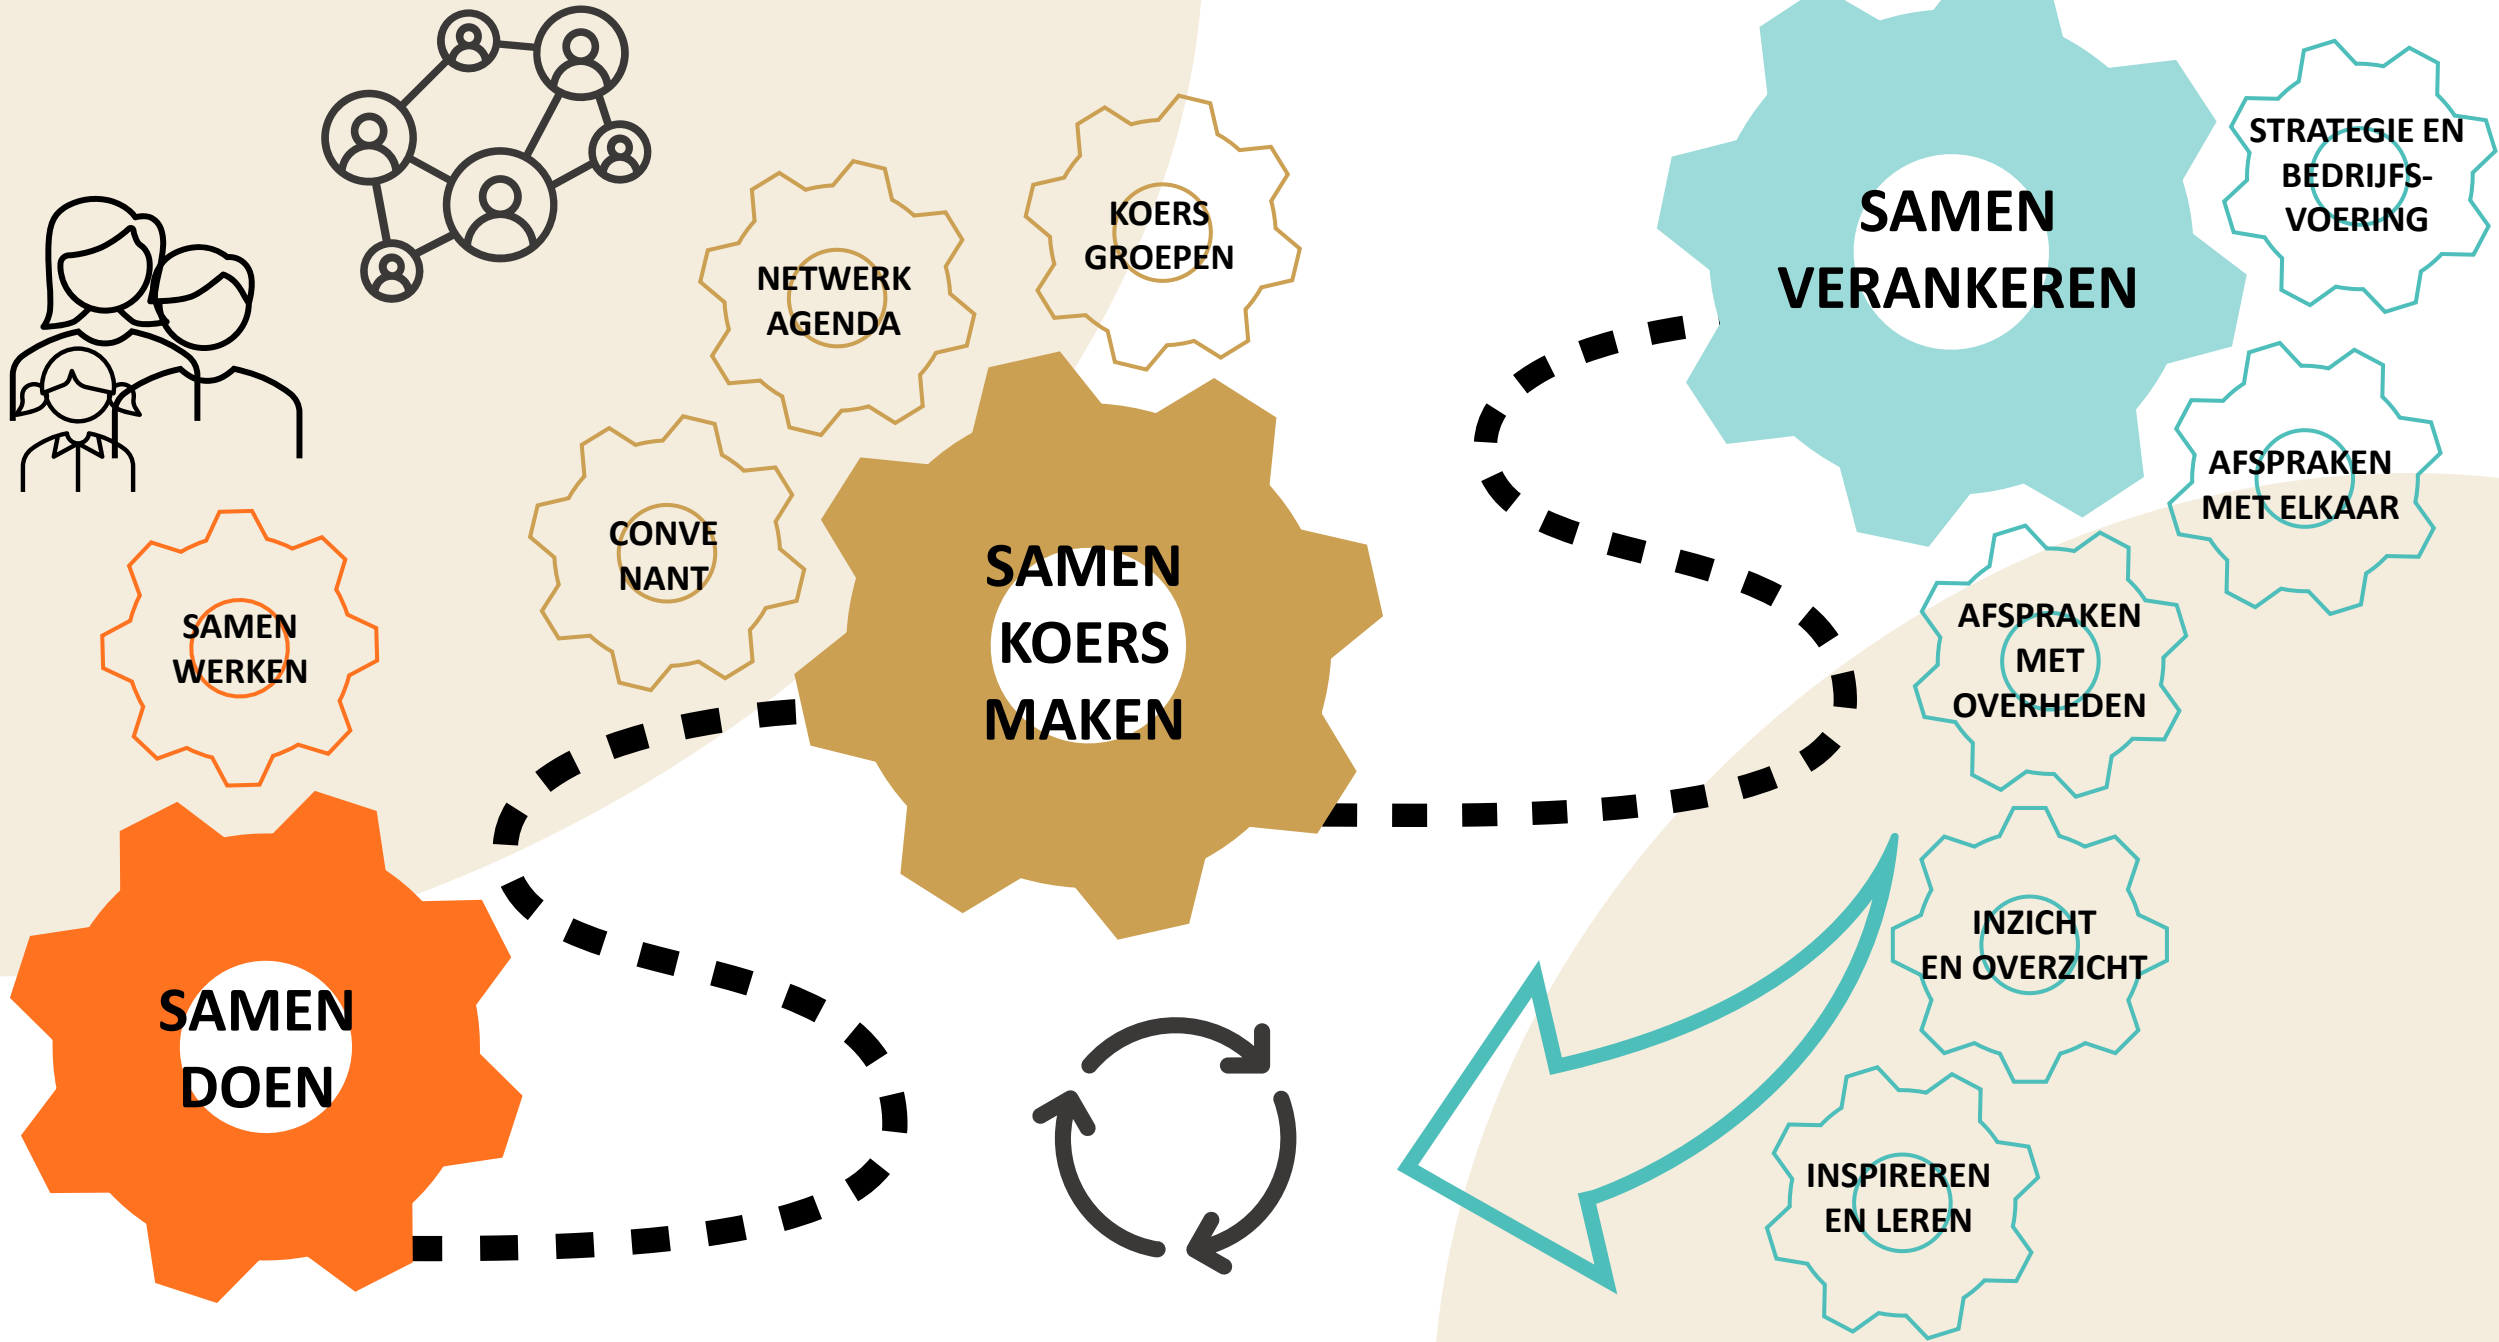 SAMEN
WERKEN
SAMEN
DOEN
CONVE
NANT
NETWERK
AGENDA
KOERS
GROEPEN
SAMEN
KOERS
MAKEN
SAMEN
VERANKEREN
STRATEGIE EN
BEDRIJFS-
VOERING
AFSPRAKEN
MET ELKAAR
AFSPRAKEN
MET
OVERHEDEN
INZICHT
EN OVERZICHT
INSPIREREN
EN LEREN